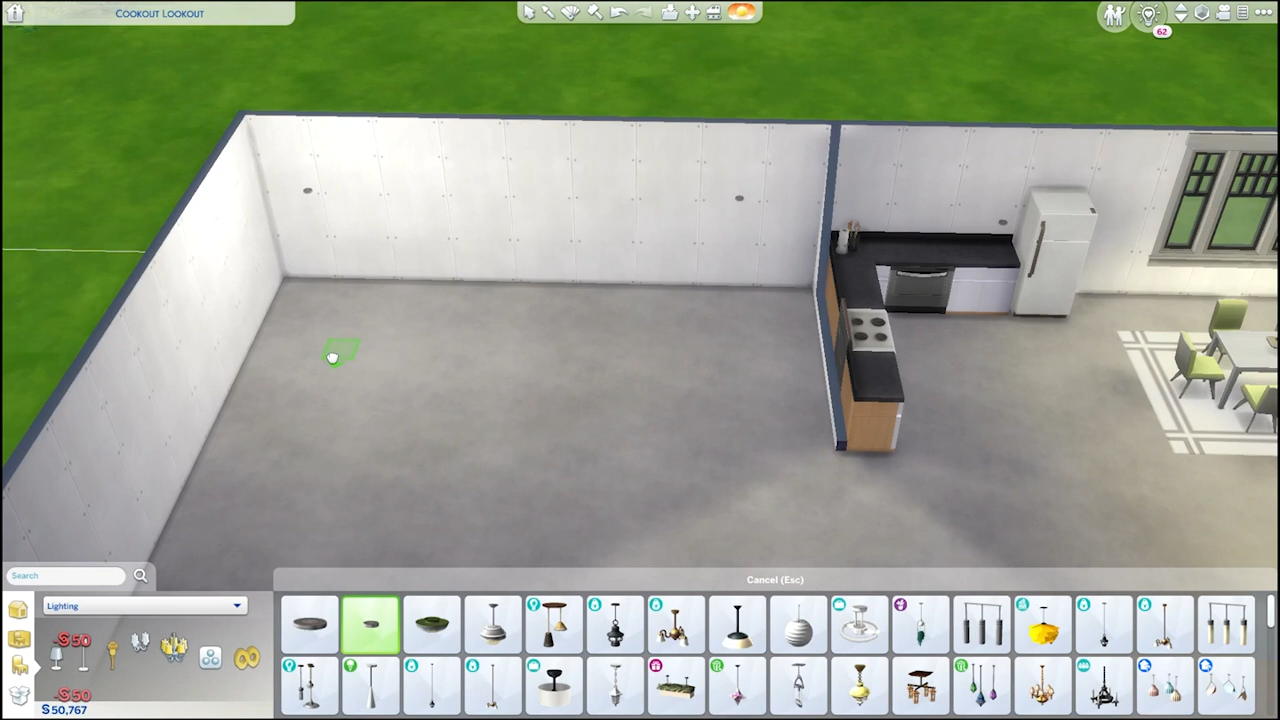 COOKOUT LOOKOUT
62
Cancel (Esc)
Search
Lighting
-§50
-§50
§50,767